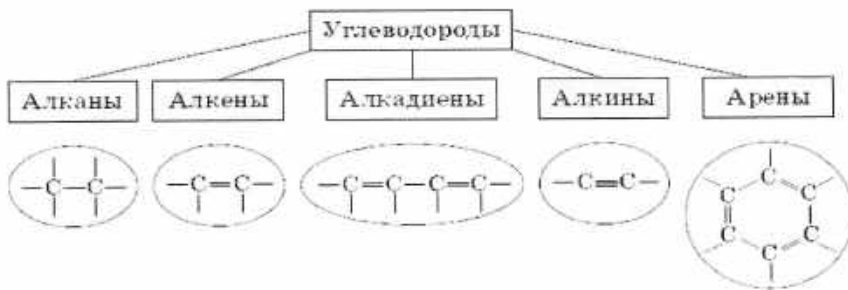 Углеводороды
Алканы Алкены Алкадиены Алкины Арены
—C—C— —C=C— —C=C—C=C— —C≡C— C
C C
C C
C